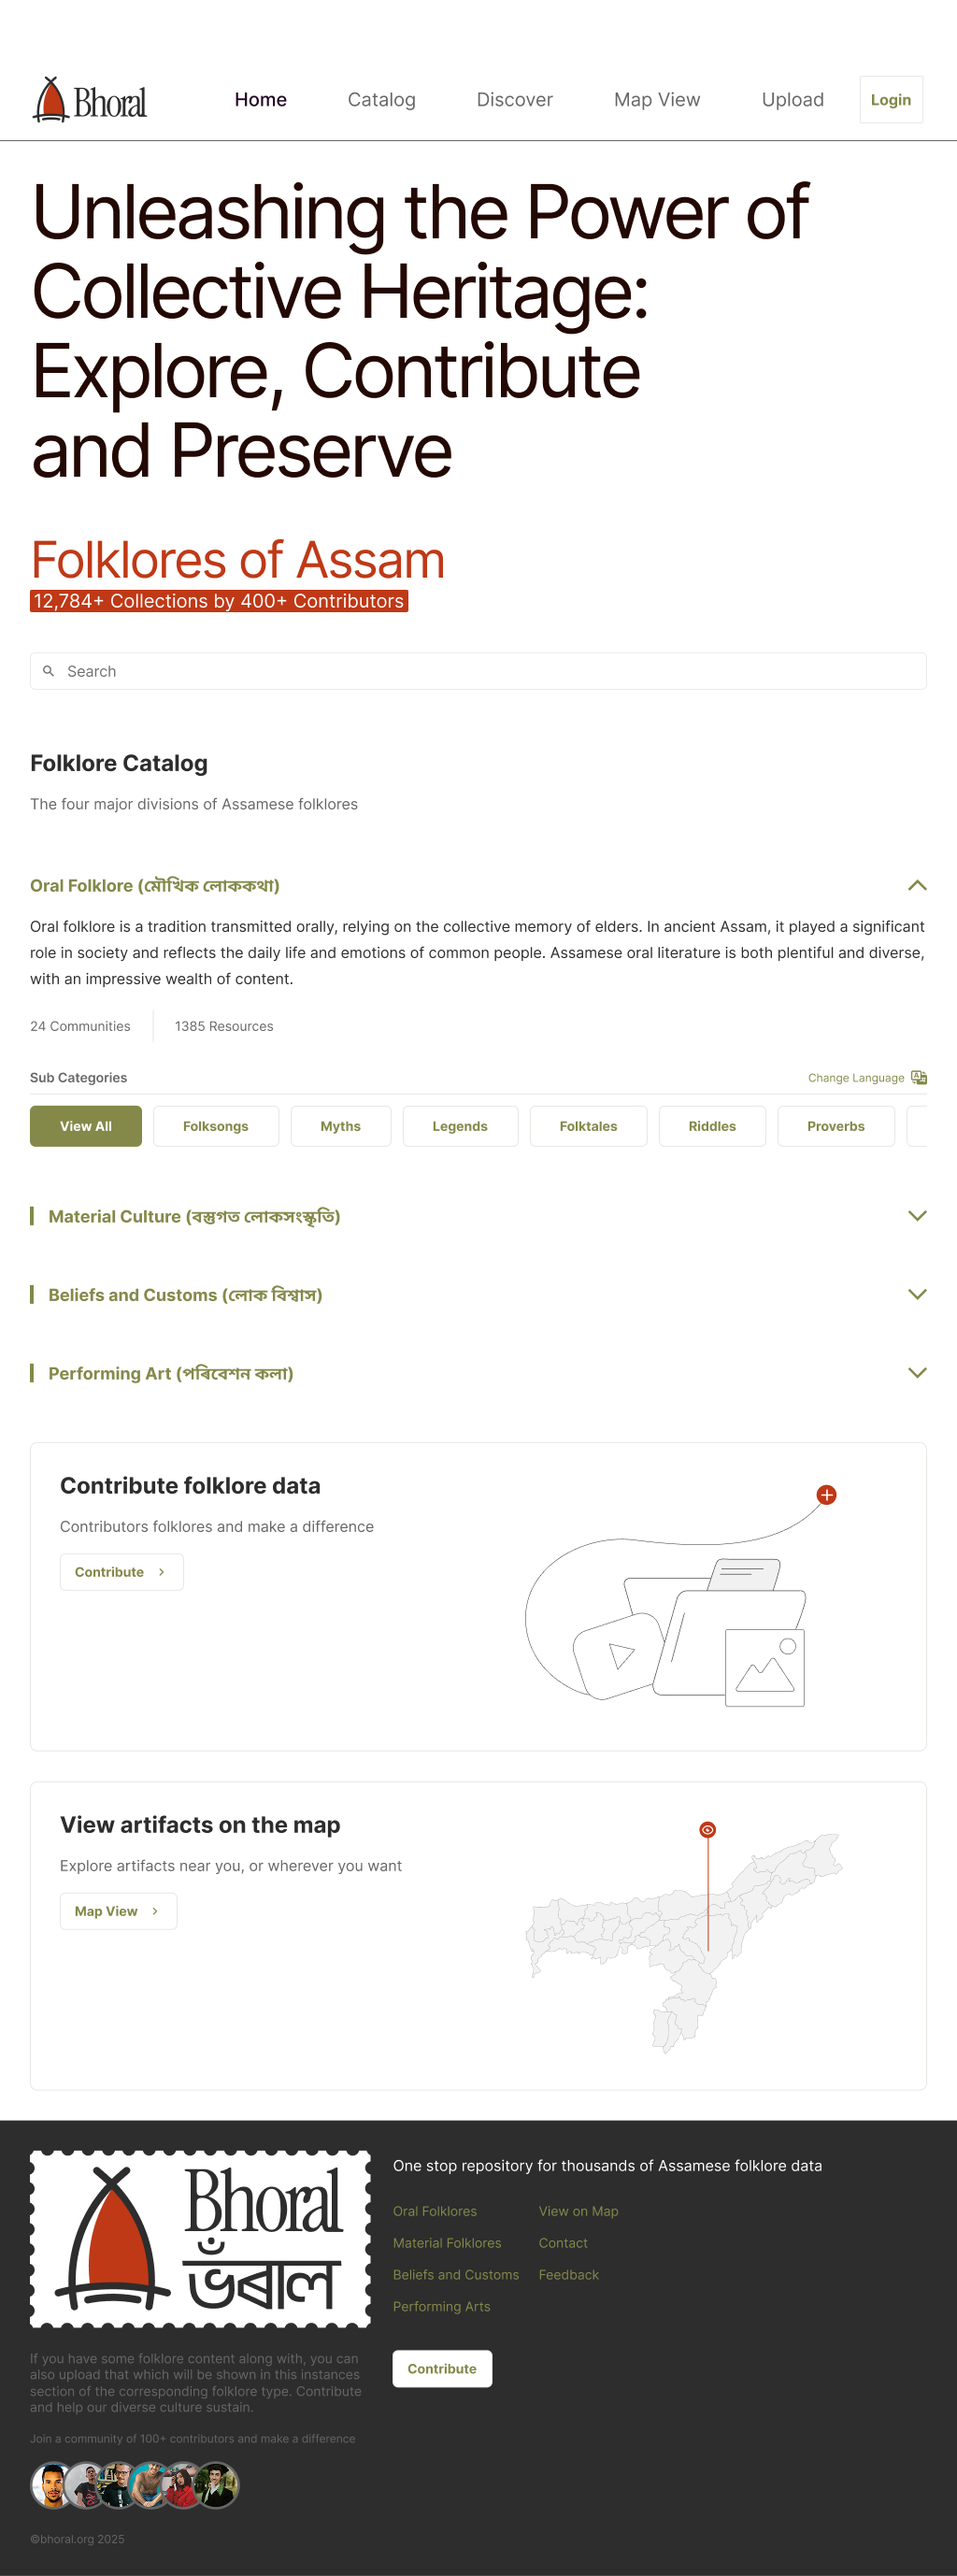 Bhoral
Home
Catalog
Discover
Map View
Upload
Login
Unleashing the Power of
Collective Heritage:
Explore, Contribute
and Preserve
Folklores of Assam
12,784+ Collections by 400+ Contributors
Search
Folklore Catalog
The four major divisions of Assamese folklores
Oral Folklore (মৌখিক লোককথা)
Oral folklore is a tradition transmitted orally, relying on the collective memory of elders. In ancient Assam, it played a significant
role in society and reflects the daily life and emotions of common people. Assamese oral literature is both plentiful and diverse,
with an impressive wealth of content.
24 Communities
1385 Resources
Sub Categories
Change Language
View All
Folksongs
Myths
Legends
Folktales
Riddles
Proverbs
Material Culture (বস্তুগত লোকসংস্কৃতি)
Beliefs and Customs (লোক বিশ্বাস)
Performing Art (পৰিবেশন কলা)
Contribute folklore data
Contributors folklores and make a difference
Contribute
View artifacts on the map
Explore artifacts near you, or wherever you want
Map View
Bhoral
ভঁৰাল
One stop repository for thousands of Assamese folklore data
Oral Folklores
Material Folklores
Beliefs and Customs
Performing Arts
View on Map
Contact
Feedback
Contribute
If you have some folklore content along with, you can
also upload that which will be shown in this instances
section of the corresponding folklore type. Contribute
and help our diverse culture sustain.
Join a community of 100+ contributors and make a difference
©bhoral.org 2025